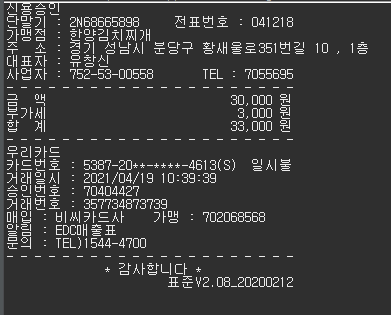 신용승인
단말기 : 2N68665898 전표번호 : 041218
가맹점 : 한양김치찌개
주 소 : 경기 성남시 분당구 황새울로351번길 10 , 1층
대표자 : 유창신
사업자 : 752-53-00558 TEL : 7055695
- - - - - - - - - - - - - - - - - - - - -
금 액 30,000 원
부가세 3,000 원
합 계 33,000 원
- - - - - - - - - - - - - - - - - - - - -
우리카드
카드번호 : 5387-20**-****-4613(S) 일시불
거래일시 : 2021/04/19 10:39:39
승인번호 : 70404427
거래번호 : 357734873739
매입 : 비씨카드사 가맹 : 702068568
알림 : EDC매출표
문의 : TEL)1544-4700
- - - - - - - - - - - - - - - - - - - - -
* 감사합니다 *
표준V2.08_20200212